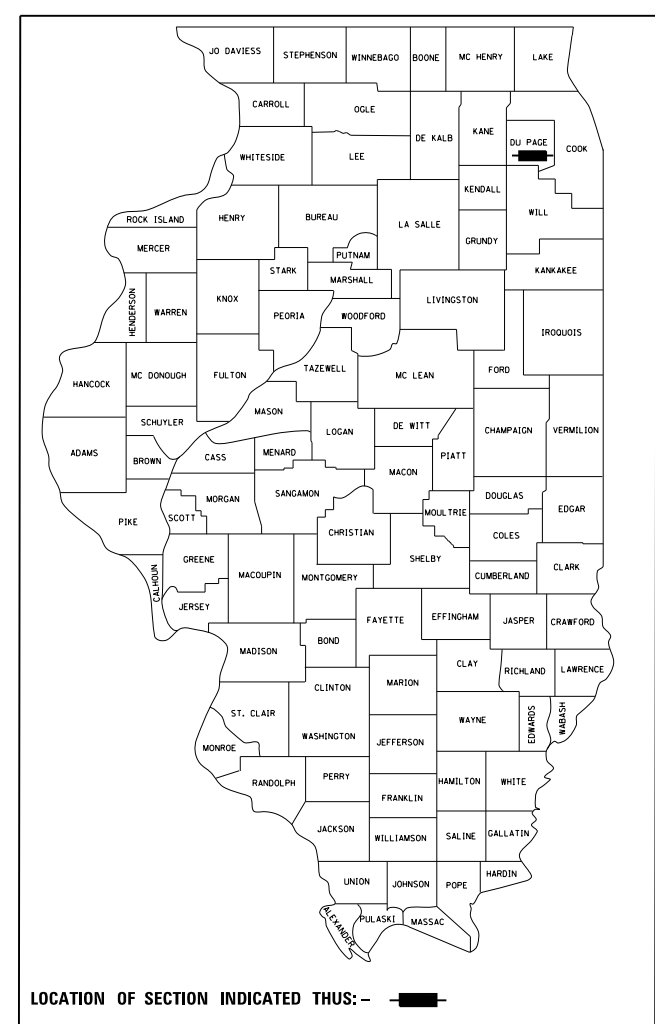 JO DAVIESS
STEPHENSON
WINNEBAGO
BOONE
MC HENRY
LAKE
CARROLL
OGLE
DE KALB
KANE
DU PAGE
COOK
WHITESIDE
LEE
KENDALL
WILL
ROCK ISLAND
HENRY
BUREAU
LA SALLE
GRUNDY
MERCER
PUTNAM
KANKAKEE
STARK
MARSHALL
HENDERSON
WARREN
KNOX
PEORIA
WOODFORD
LIVINGSTON
IROQUOIS
HANCOCK
MC DONOUGH
FULTON
TAZEWELL
MC LEAN
FORD
MASON
SCHUYLER
LOGAN
DE WITT
CHAMPAIGN
VERMILION
ADAMS
BROWN
CASS
MENARD
PIATT
MACON
MORGAN
SANGAMON
DOUGLAS
EDGAR
PIKE
SCOTT
CHRISTIAN
MOULTRIE
COLES
GREENE
MACOUPIN
MONTGOMERY
SHELBY
CUMBERLAND
CLARK
CALHOUN
JERSEY
FAYETTE
EFFINGHAM
JASPER
CRAWFORD
MADISON
BOND
CLAY
RICHLAND
LAWRENCE
CLINTON
MARION
ST. CLAIR
WAYNE
EDWARDS
WABASH
WASHINGTON
JEFFERSON
MONROE
RANDOLPH
PERRY
HAMILTON
WHITE
FRANKLIN
JACKSON
WILLIAMSON
SALINE
GALLATIN
UNION
JOHNSON
POPE
HARDIN
ALEXANDER
PULASKI
MASSAC
LOCATION OF SECTION INDICATED THUS: -